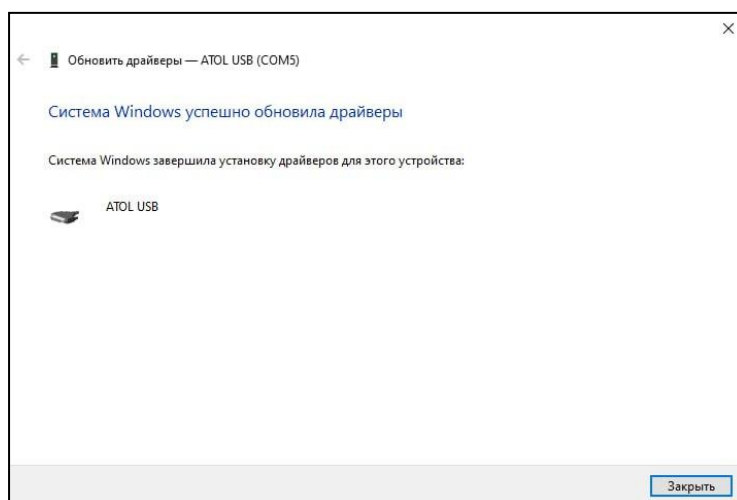 Обновить драйверы — ATOL USB (COM5)
Система Windows успешно обновила драйверы
Система Windows завершила установку драйверов для этого устройства:
ATOL USB
Закрыть